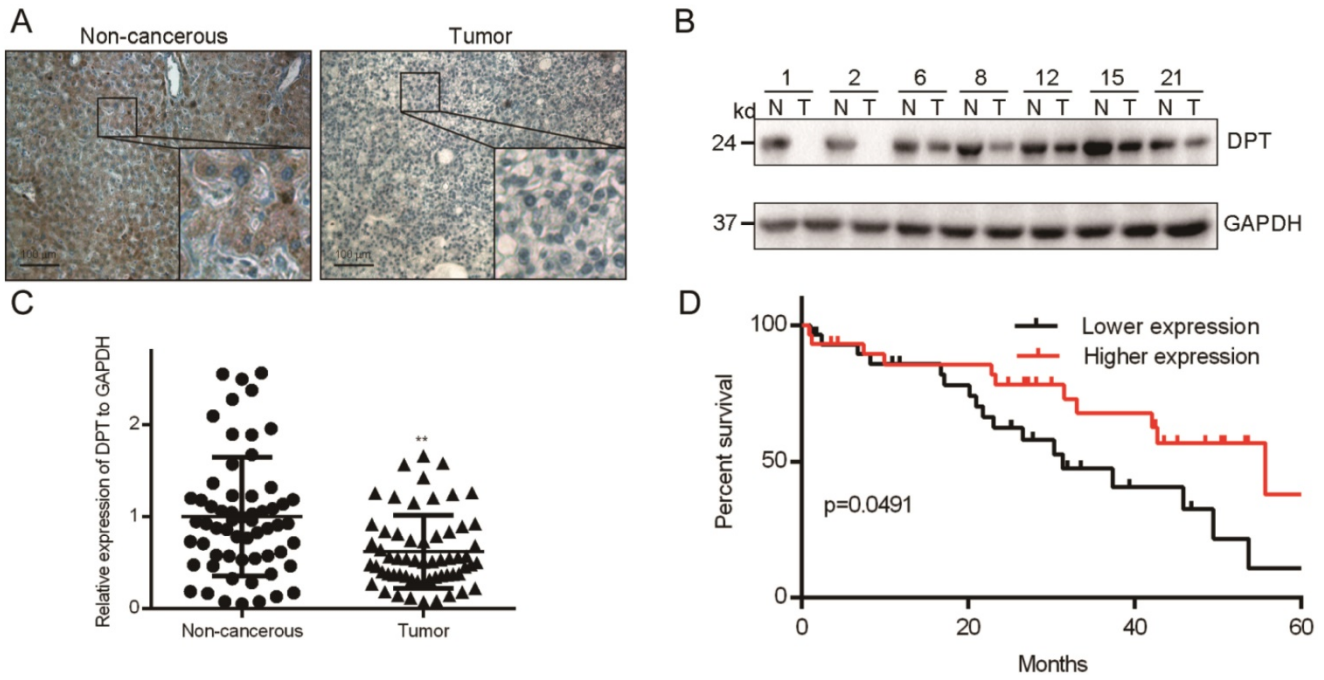 A
Non-cancerous
Tumor
100 μm
100 μm
B
1 2 6 8 12 15 21
kd N T N T N T N T N T N T N T
24 DPT
37 GAPDH
C
Relative expression of DPT to GAPDH
2
1
0
**
Non-cancerous
Tumor
D
Percent survival
100
50
0
Lower expression
Higher expression
p=0.0491
0 20 40 60
Months